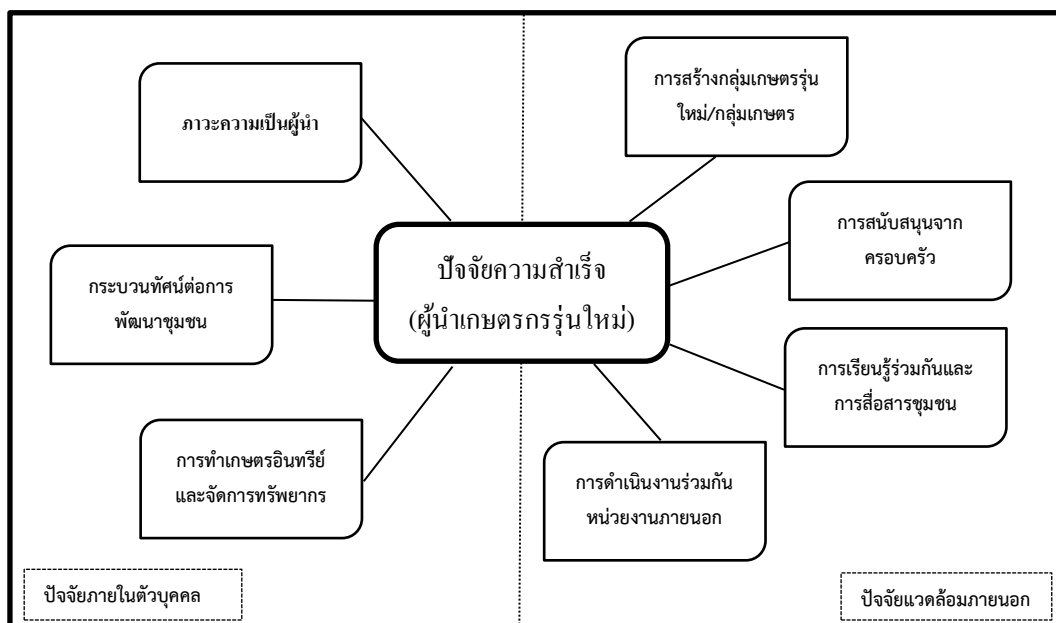 ภาวะความเป็นผู้นำ
กระบวนทัศน์ต่อการ
พัฒนาชุมชน
การทำเกษตรอินทรีย์
และจัดการทรัพยากร
ปัจจัยภายในตัวบุคคล
ปัจจัยความสำเร็จ
(ผู้นำเกษตรกรรุ่นใหม่)
การสร้างกลุ่มเกษตรรุ่น
ใหม่/กลุ่มเกษตร
การสนับสนุนจาก
ครอบครัว
การเรียนรู้ร่วมกันและ
การสื่อสารชุมชน
การดำเนินงานร่วมกัน
หน่วยงานภายนอก
ปัจจัยแวดล้อมภายนอก